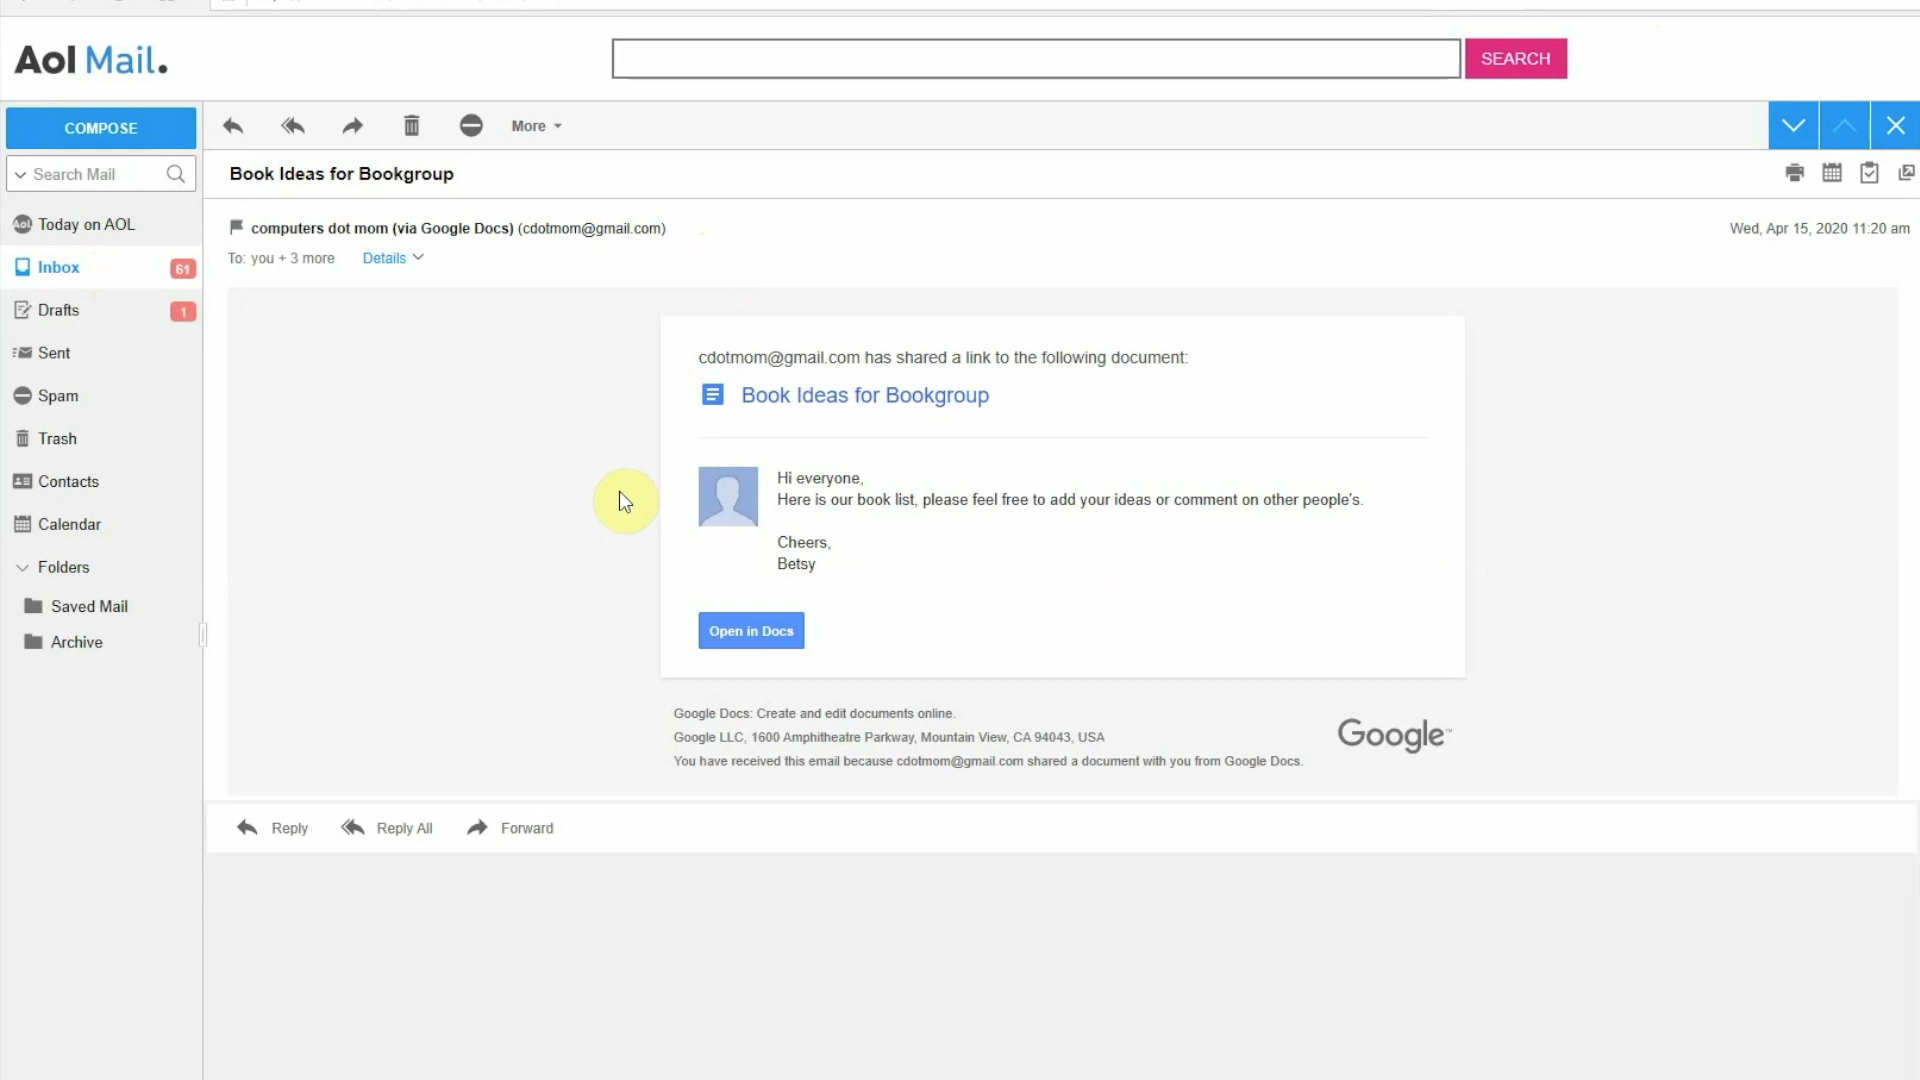 Aol Mail.
SEARCH
COMPOSE
More
Search Mail
Book Ideas for Bookgroup
Aol. Today on AOL
computers dot mom (via Google Docs) (cdotmom@gmail.com)
Wed, Apr 15, 2020 11:20 am
To: you + 3 more Details
Inbox 61
Drafts 1
Sent
Spam
Trash
Contacts
Calendar
Folders
Saved Mail
Archive
cdotmom@gmail.com has shared a link to the following document:
Book Ideas for Bookgroup
Hi everyone,
Here is our book list, please feel free to add your ideas or comment on other people's.
Cheers,
Betsy
Open in Docs
Google Docs: Create and edit documents online.
Google LLC, 1600 Amphitheatre Parkway, Mountain View, CA 94043, USA
You have received this email because cdotmom@gmail.com shared a document with you from Google Docs.
Google™
Reply Reply All Forward